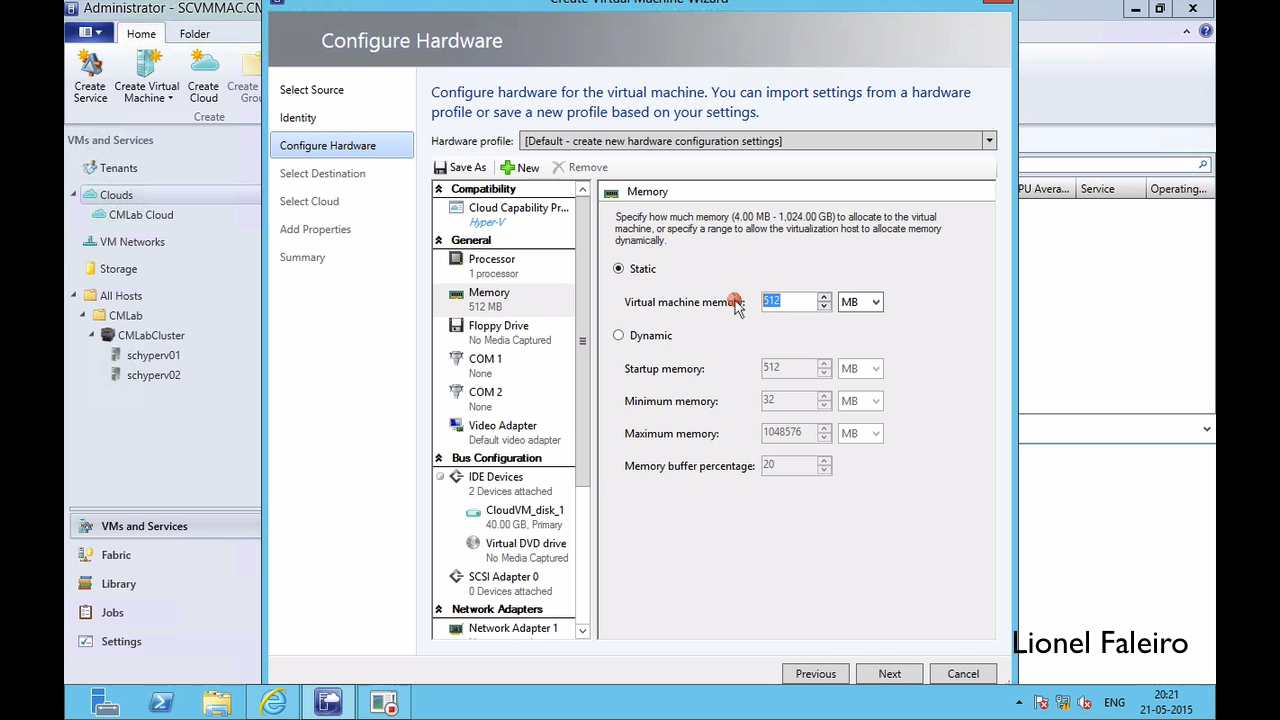 Administrator - SCVMMAC.CM
Create Virtual Machine Wizard
Home
Folder
Create Service
Create Virtual Machine
Create Cloud
Create
Create
VMs and Services
Tenants
Clouds
CMLab Cloud
VM Networks
Storage
All Hosts
CMLab
CMLabCluster
schyperv01
schyperv02
VMs and Services
Fabric
Library
Jobs
Settings
Configure Hardware
Select Source
Identity
Configure Hardware
Select Destination
Select Cloud
Add Properties
Summary
Configure hardware for the virtual machine. You can import settings from a hardware
profile or save a new profile based on your settings.
Hardware profile: [Default - create new hardware configuration settings]
Save As New Remove
Compatibility
Cloud Capability Pr...
Hyper-V
General
Processor
1 processor
Memory
512 MB
Floppy Drive
No Media Captured
COM 1
None
COM 2
None
Video Adapter
Default video adapter
Bus Configuration
IDE Devices
2 Devices attached
CloudVM_disk_1
40.00 GB, Primary
Virtual DVD drive
No Media Captured
SCSI Adapter 0
0 Devices attached
Network Adapters
Network Adapter 1
Memory
Specify how much memory (4.00 MB - 1,024.00 GB) to allocate to the virtual
machine, or specify a range to allow the virtualization host to allocate memory
dynamically.
Static
Virtual machine memory: 512 MB
Dynamic
Startup memory: 512 MB
Minimum memory: 32 MB
Maximum memory: 1048576 MB
Memory buffer percentage: 20
Previous Next Cancel
PU Avera... Service Operating...
Lionel Faleiro
ENG
20:21
21-05-2015